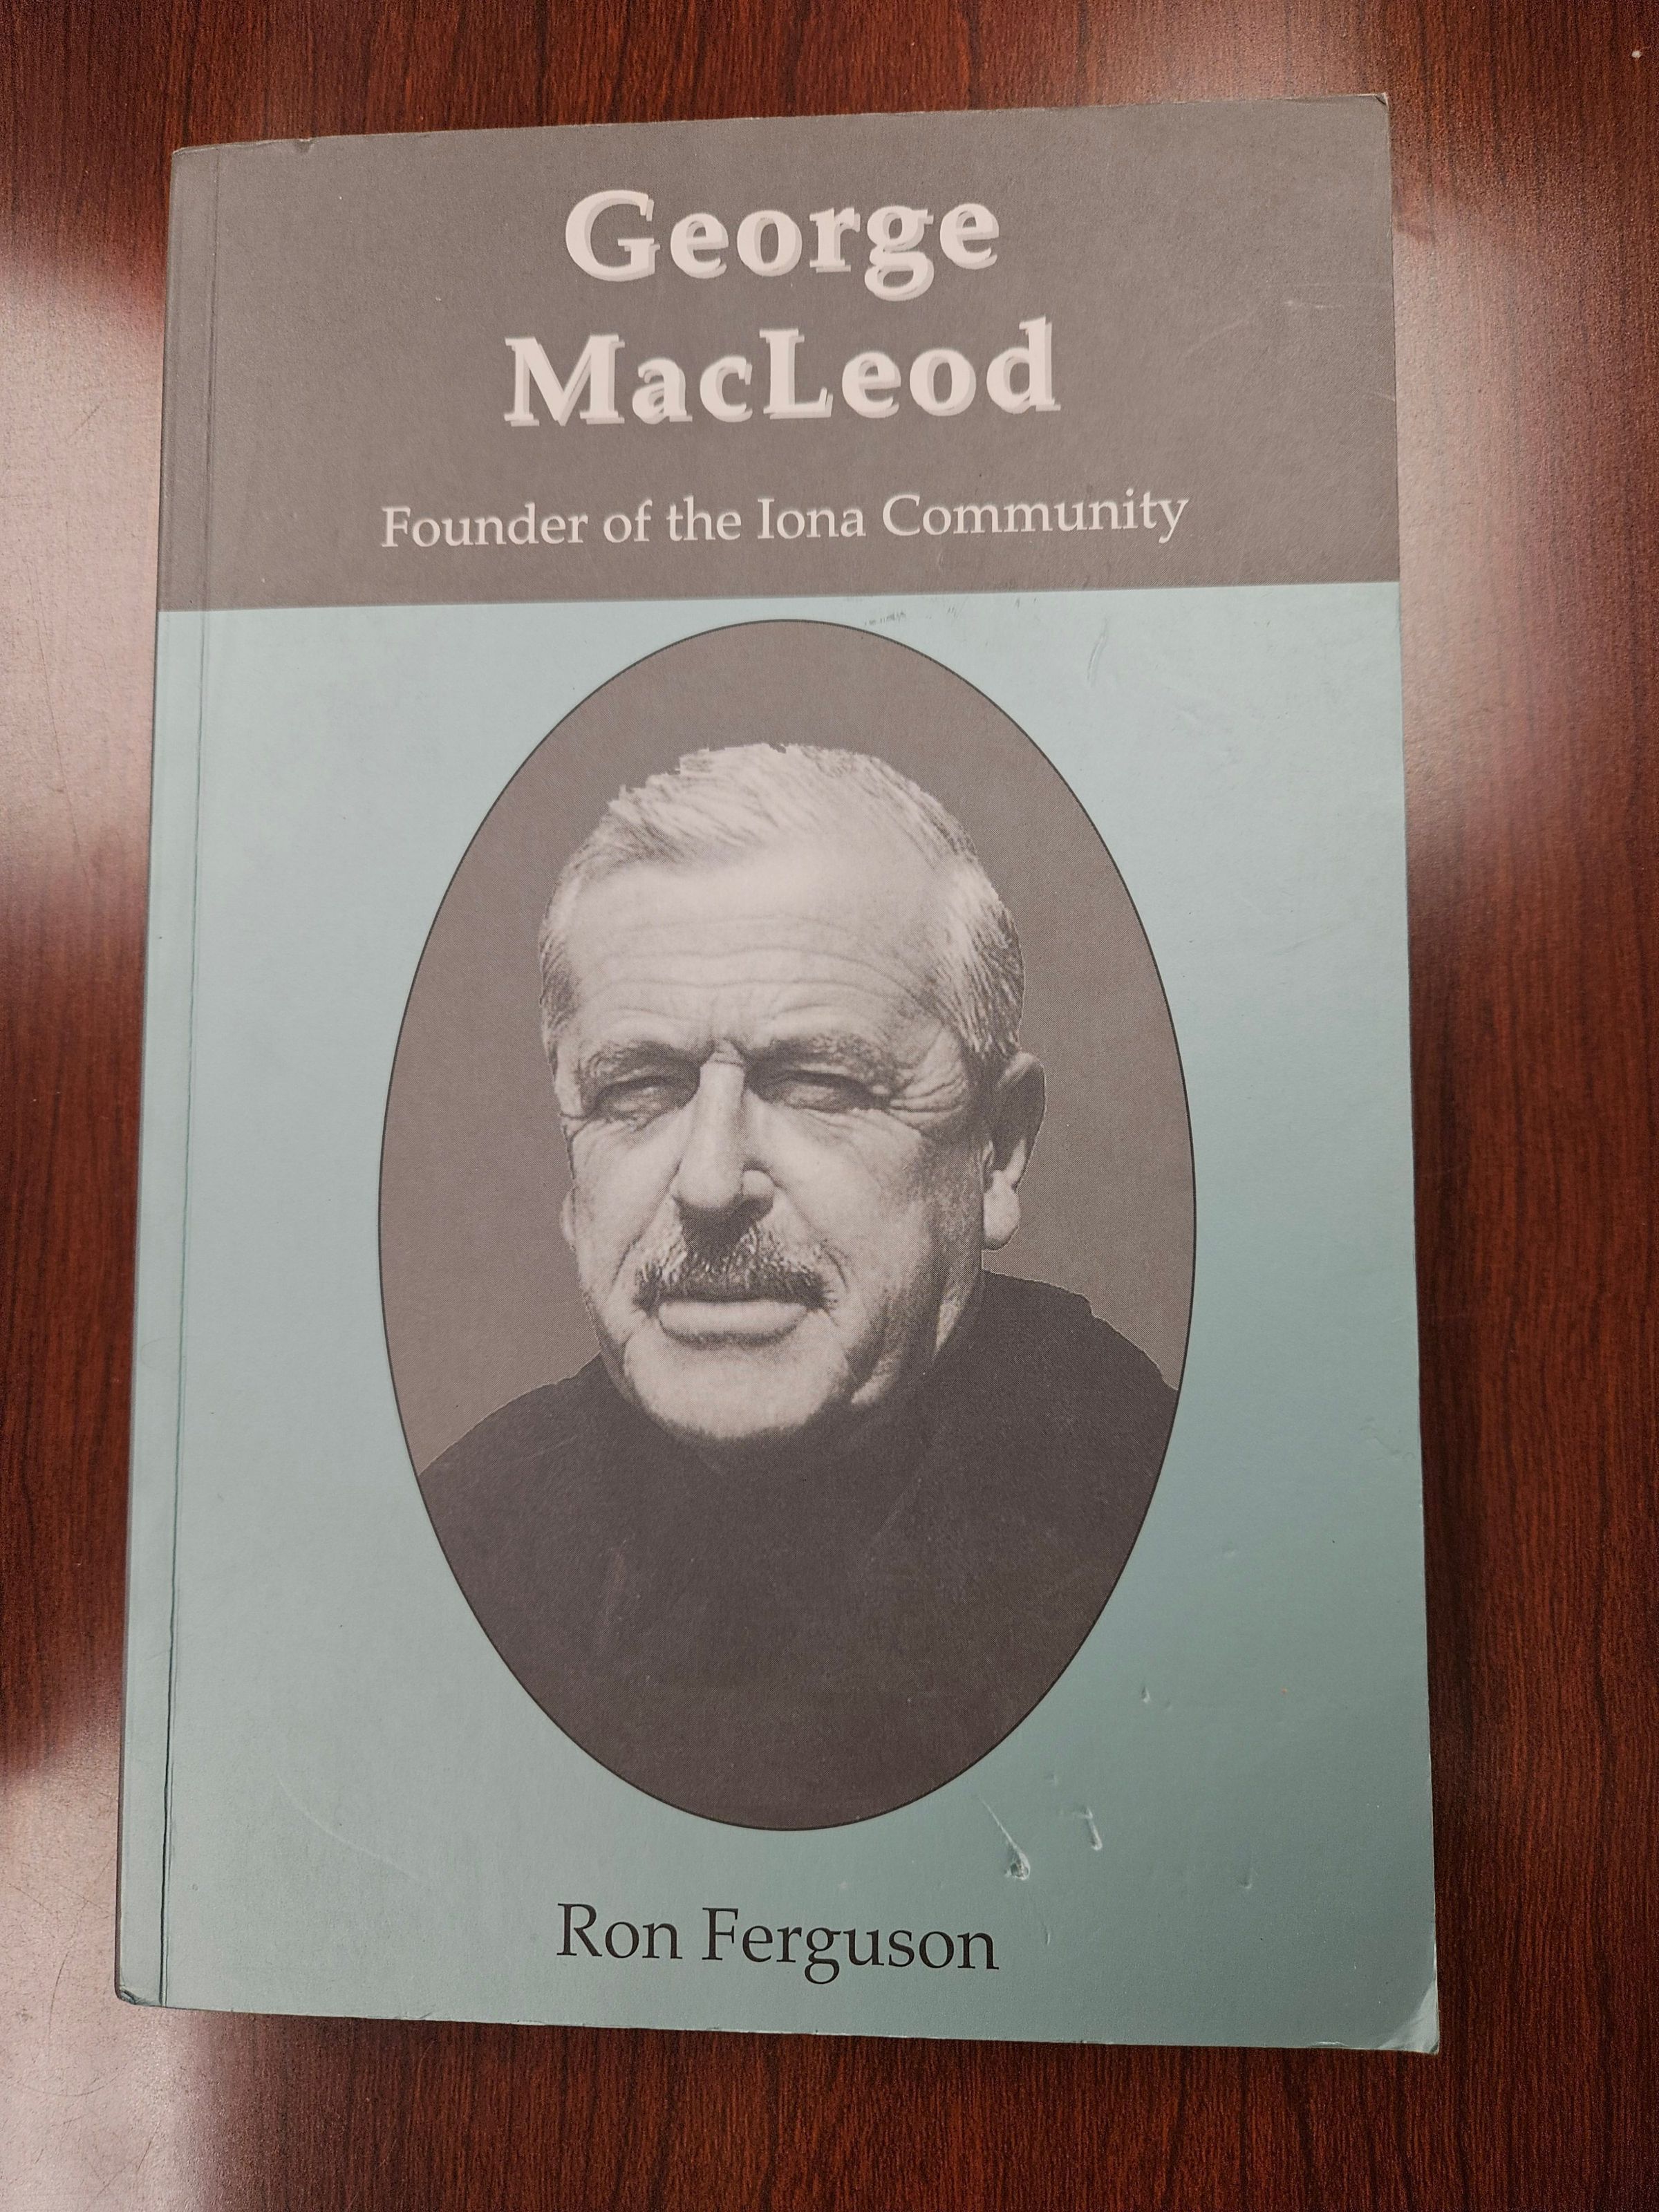 George
MacLeod
Founder of the Iona Community
Ron Ferguson